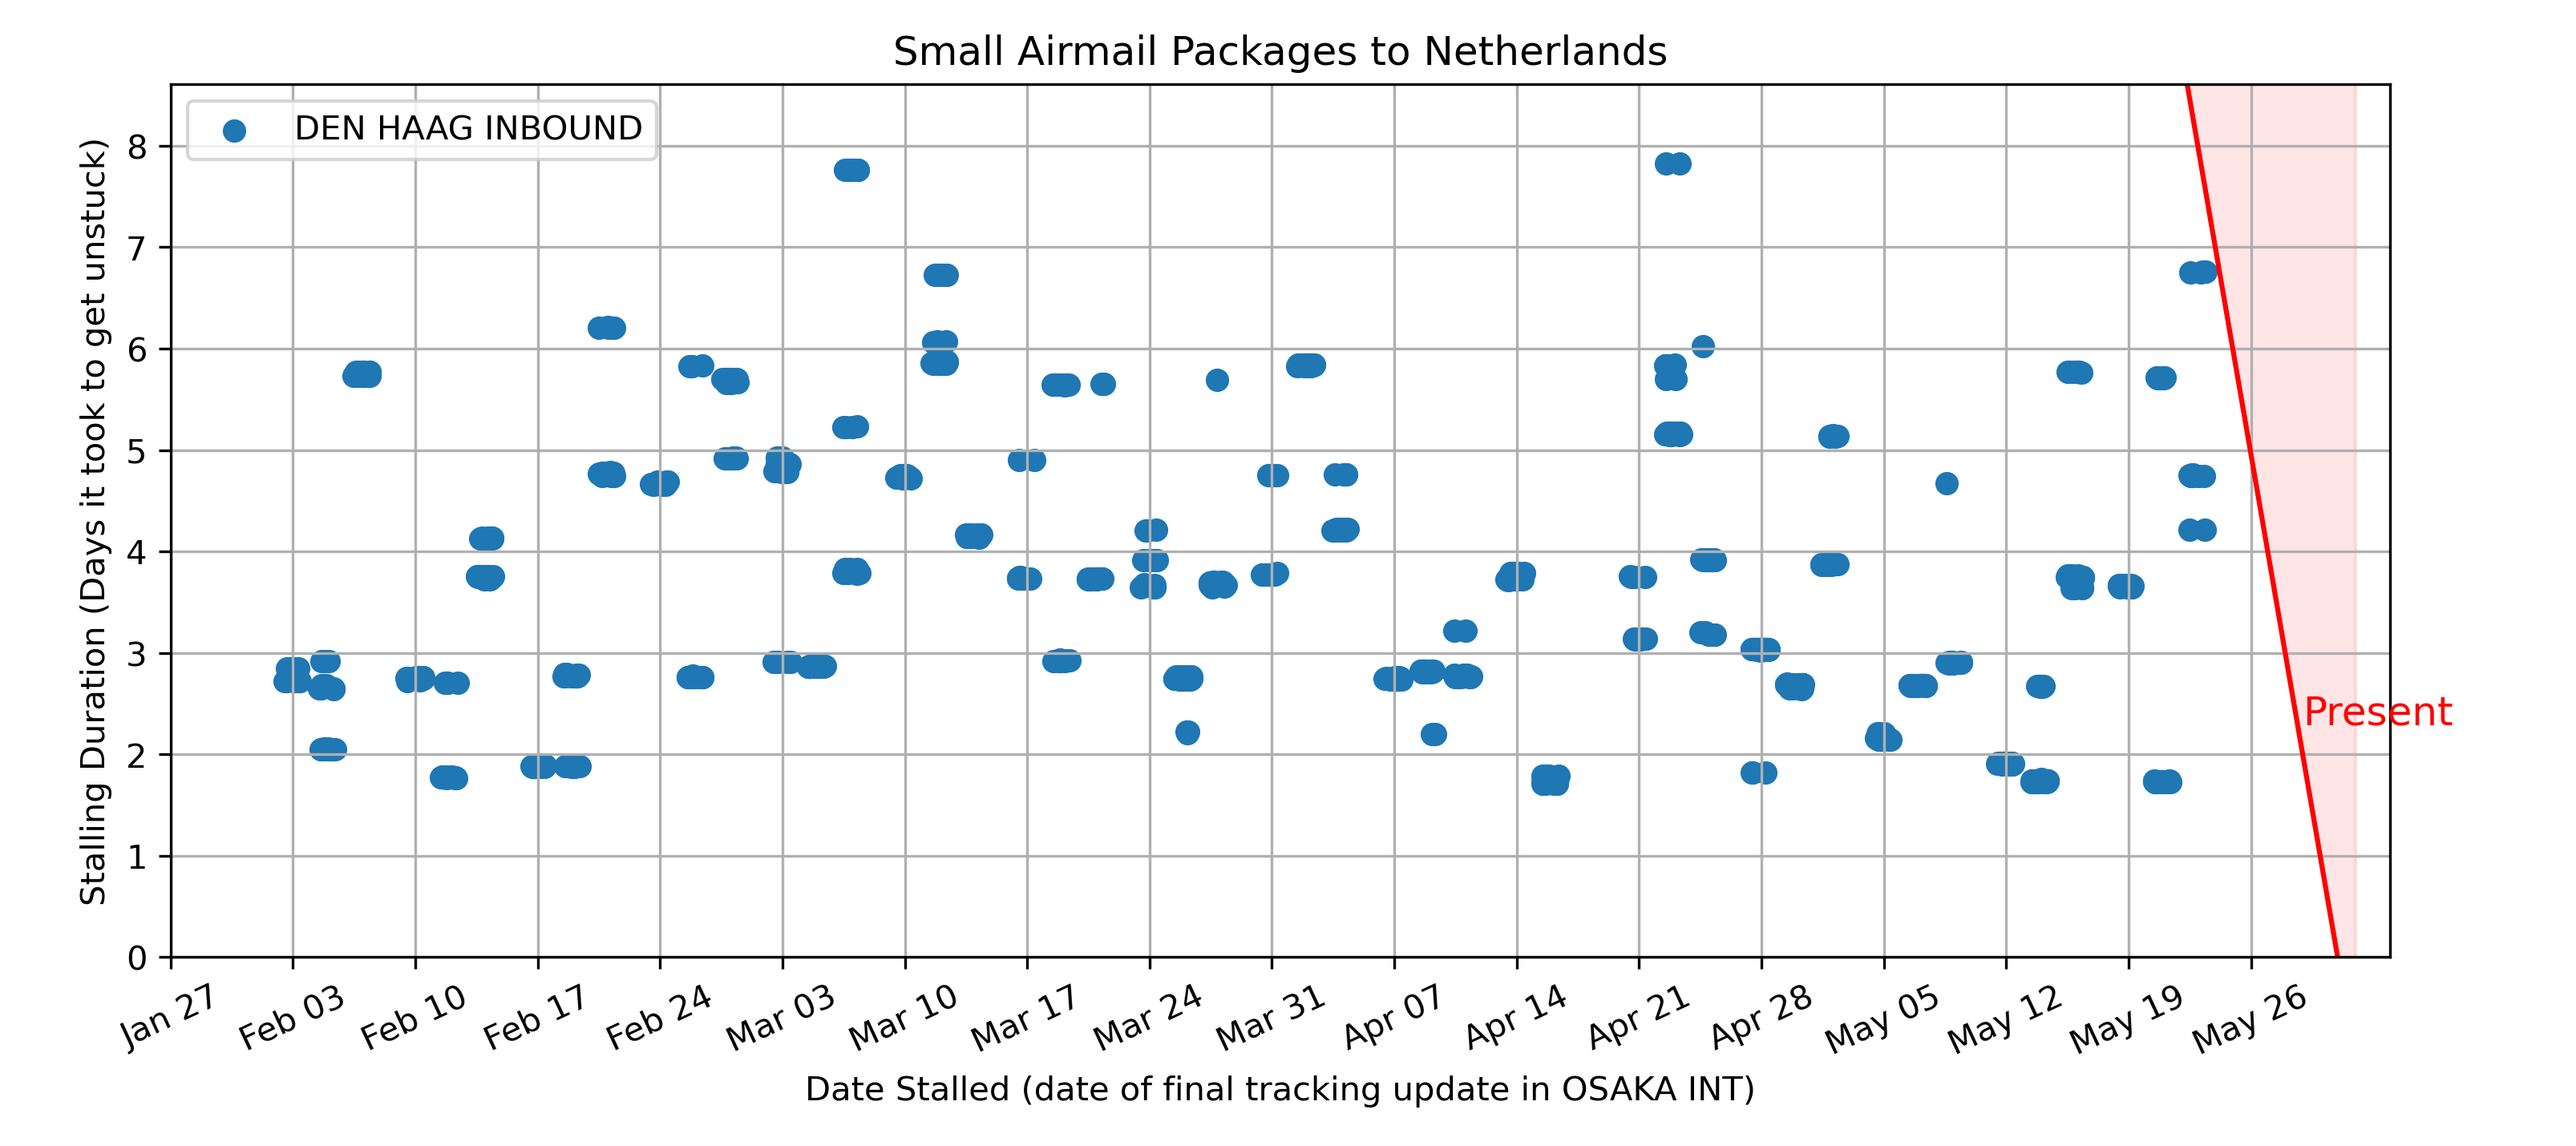 Small Airmail Packages to Netherlands
DEN HAAG INBOUND
Stalling Duration (Days it took to get unstuck)
8
7
6
5
4
3
2
1
0
Present
Jan 27
Feb 03
Feb 10
Feb 17
Feb 24
Mar 03
Mar 10
Mar 17
Mar 24
Mar 31
Apr 07
Apr 14
Apr 21
Apr 28
May 05
May 12
May 19
May 26
Date Stalled (date of final tracking update in OSAKA INT)